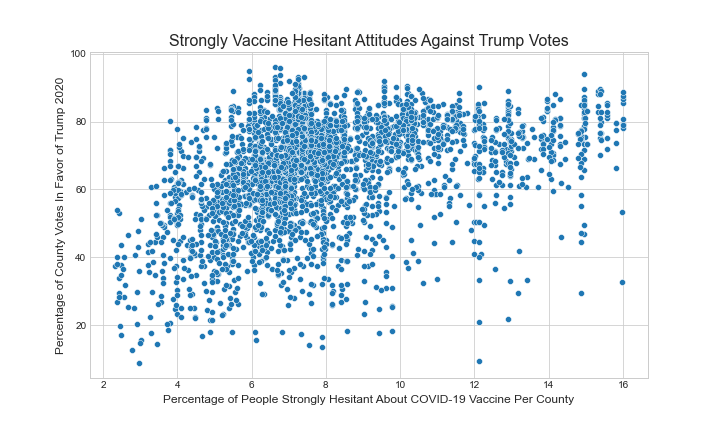 Strongly Vaccine Hesitant Attitudes Against Trump Votes
100
80
60
40
20
Percentage of County Votes In Favor of Trump 2020
2 4 6 8 10 12 14 16
Percentage of People Strongly Hesitant About COVID-19 Vaccine Per County